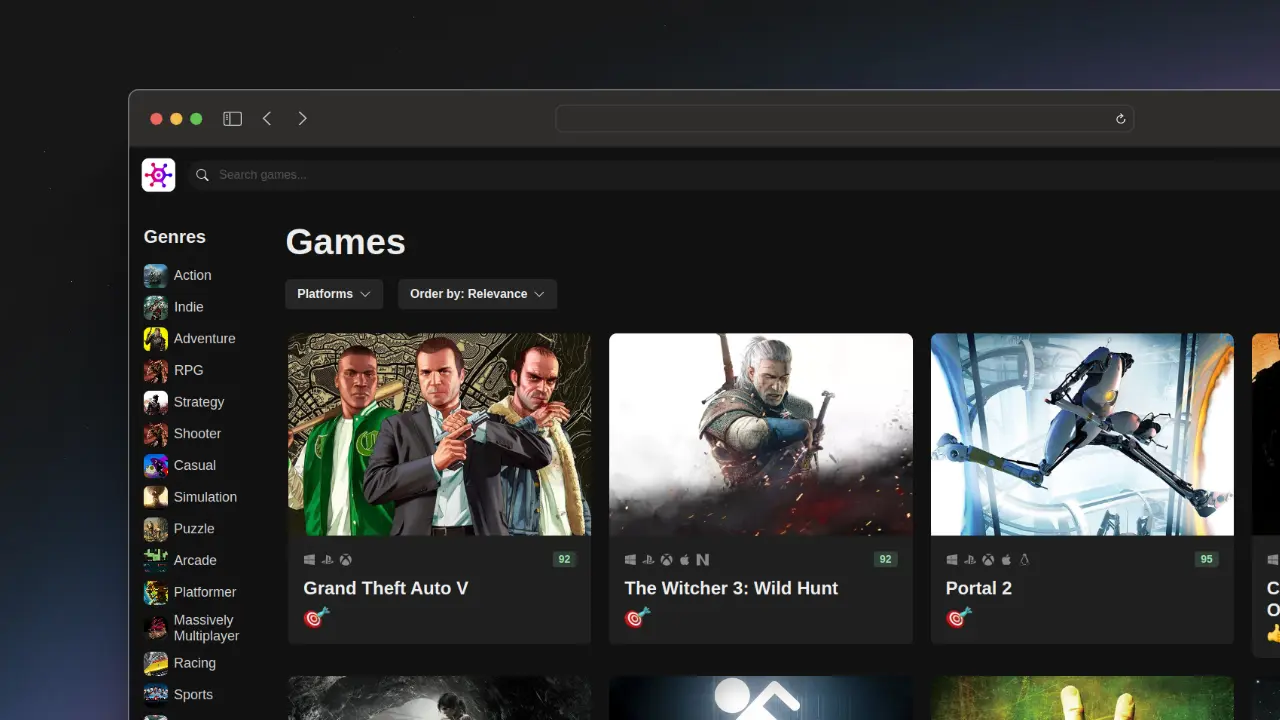 Search games...
Genres
Action
Indie
Adventure
RPG
Strategy
Shooter
Casual
Simulation
Puzzle
Arcade
Platformer
Massively
Multiplayer
Racing
Sports
Games
Platforms
Order by: Relevance
92
Grand Theft Auto V
92
The Witcher 3: Wild Hunt
95
Portal 2
C
O